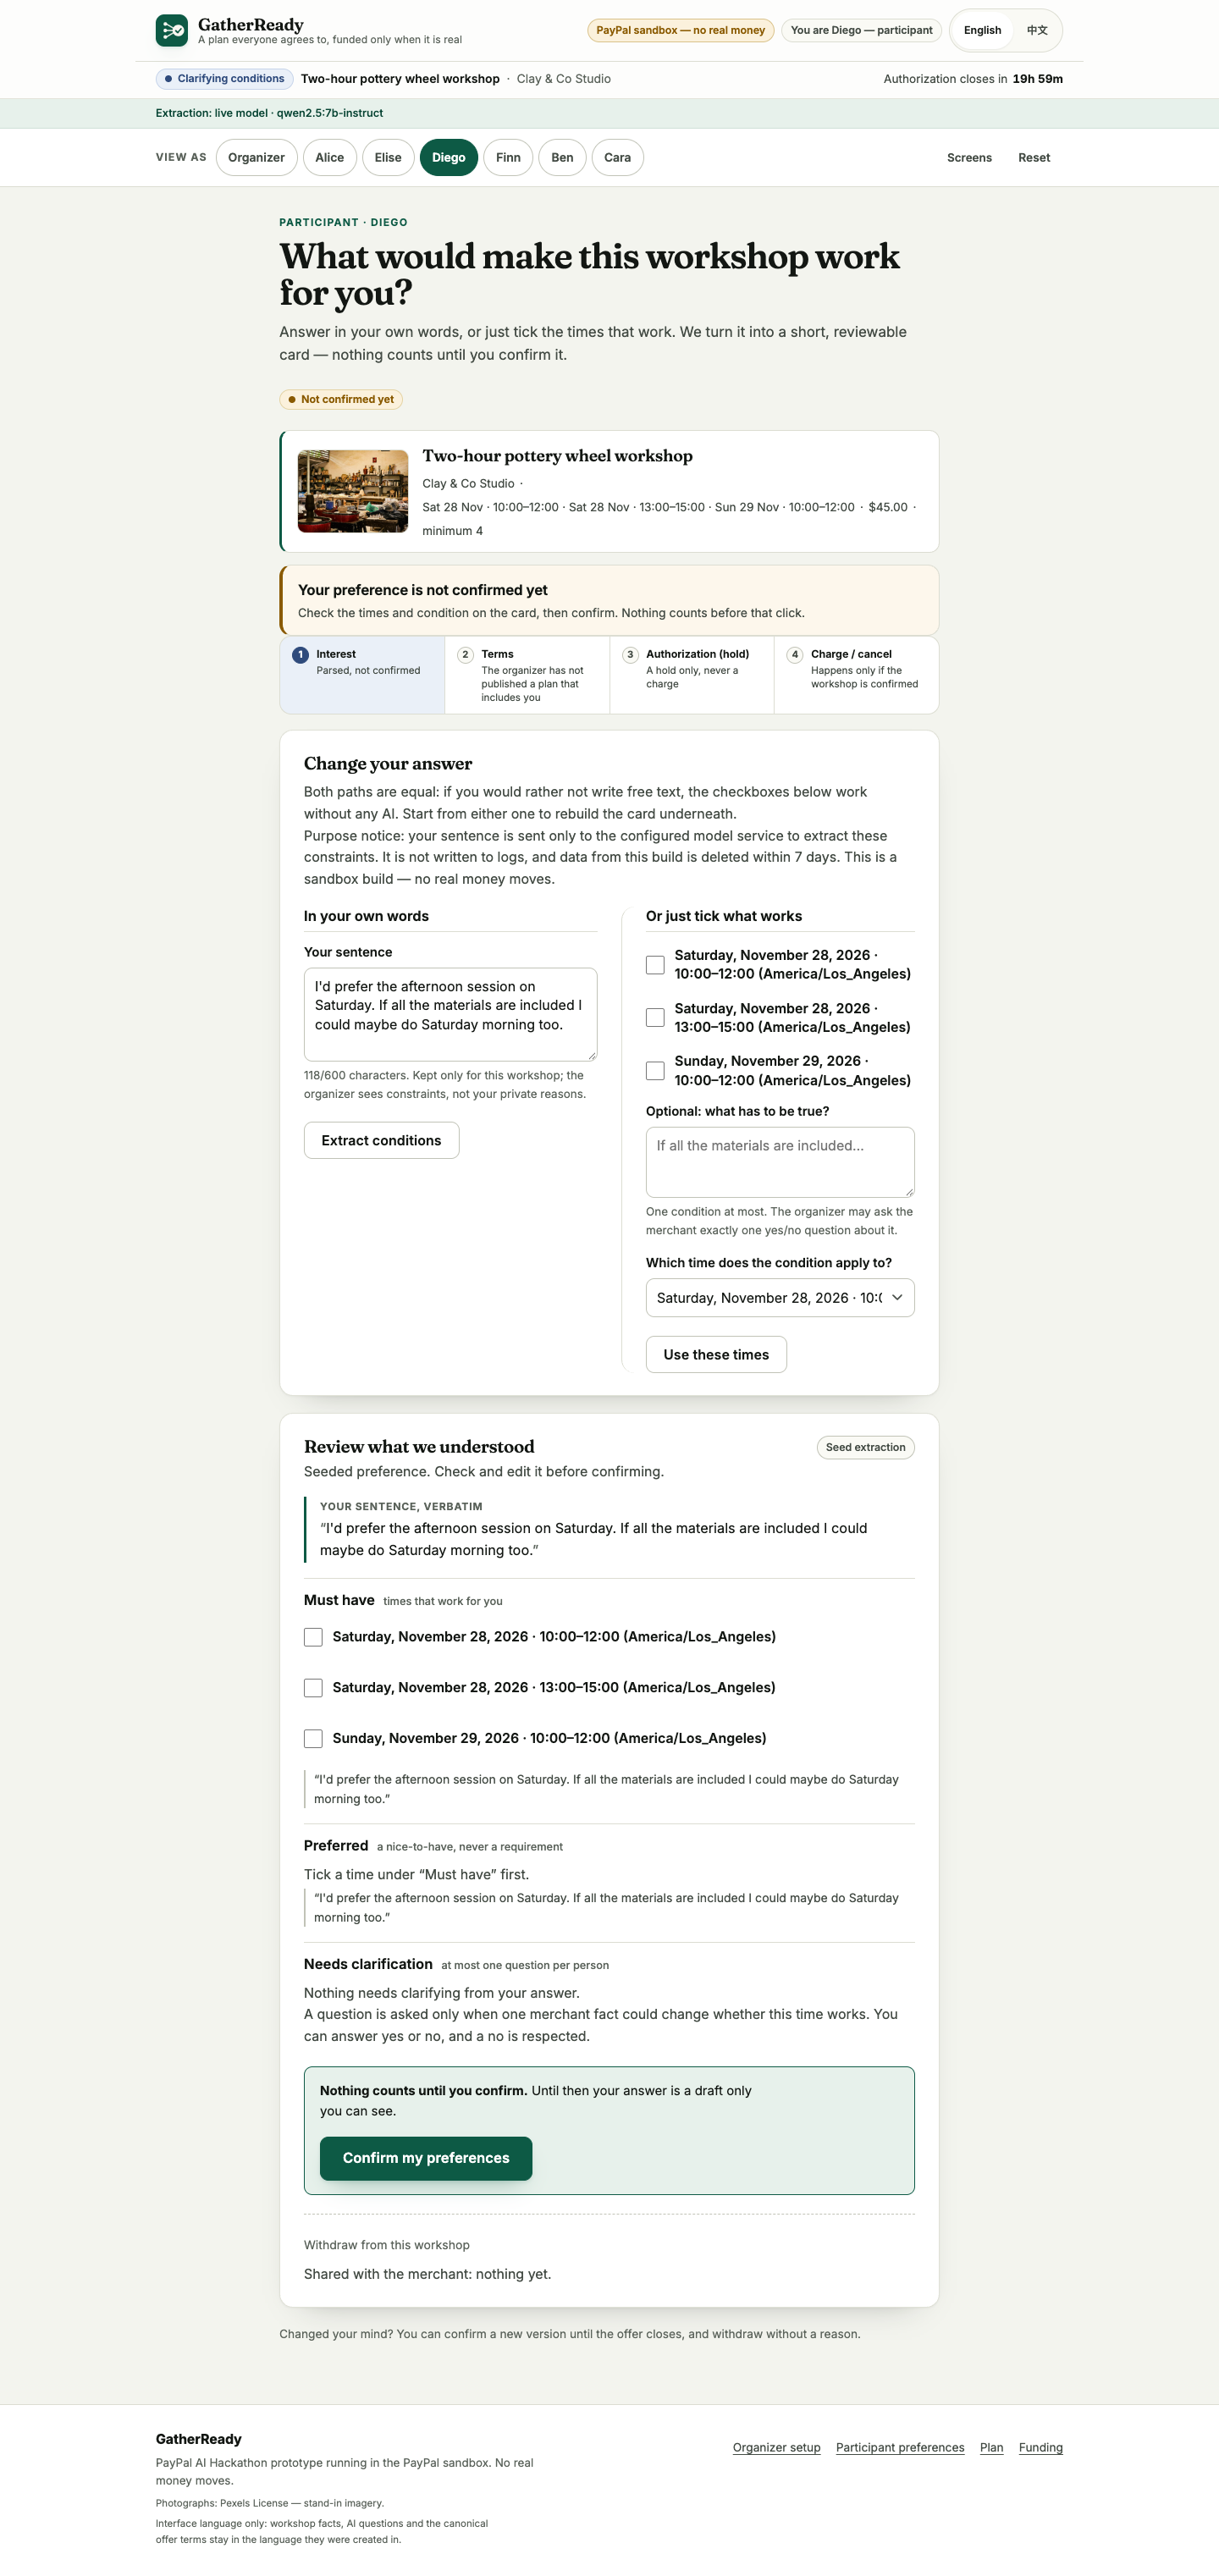 GatherReady
A plan everyone agrees to, funded only when it is real
PayPal sandbox — no real money
You are Diego — participant
English
中文
Clarifying conditions
Two-hour pottery wheel workshop · Clay & Co Studio
Authorization closes in 19h 59m
Extraction: live model · qwen2.5:7b-instruct
VIEW AS
Organizer
Alice
Elise
Diego
Finn
Ben
Cara
Screens
Reset
PARTICIPANT · DIEGO
What would make this workshop work
for you?
Answer in your own words, or just tick the times that work. We turn it into a short, reviewable
card — nothing counts until you confirm it.
Not confirmed yet
Two-hour pottery wheel workshop
Clay & Co Studio ·
Sat 28 Nov · 10:00–12:00 · Sat 28 Nov · 13:00–15:00 · Sun 29 Nov · 10:00–12:00 · $45.00 ·
minimum 4
Your preference is not confirmed yet
Check the times and condition on the card, then confirm. Nothing counts before that click.
1 Interest
Parsed, not confirmed
2 Terms
The organizer has not
published a plan that
includes you
3 Authorization (hold)
A hold only, never a
charge
4 Charge / cancel
Happens only if the
workshop is confirmed
Change your answer
Both paths are equal: if you would rather not write free text, the checkboxes below work
without any AI. Start from either one to rebuild the card underneath.
Purpose notice: your sentence is sent only to the configured model service to extract these
constraints. It is not written to logs, and data from this build is deleted within 7 days. This is a
sandbox build — no real money moves.
In your own words
Your sentence
I'd prefer the afternoon session on
Saturday. If all the materials are included I
could maybe do Saturday morning too.
118/600 characters. Kept only for this workshop; the
organizer sees constraints, not your private reasons.
Extract conditions
Or just tick what works
Saturday, November 28, 2026 ·
10:00–12:00 (America/Los_Angeles)
Saturday, November 28, 2026 ·
13:00–15:00 (America/Los_Angeles)
Sunday, November 29, 2026 ·
10:00–12:00 (America/Los_Angeles)
Optional: what has to be true?
If all the materials are included…
One condition at most. The organizer may ask the
merchant exactly one yes/no question about it.
Which time does the condition apply to?
Saturday, November 28, 2026 · 10:0
Use these times
Review what we understood
Seed extraction
Seeded preference. Check and edit it before confirming.
YOUR SENTENCE, VERBATIM
“I'd prefer the afternoon session on Saturday. If all the materials are included I could
maybe do Saturday morning too.”
Must have times that work for you
Saturday, November 28, 2026 · 10:00–12:00 (America/Los_Angeles)
Saturday, November 28, 2026 · 13:00–15:00 (America/Los_Angeles)
Sunday, November 29, 2026 · 10:00–12:00 (America/Los_Angeles)
“I'd prefer the afternoon session on Saturday. If all the materials are included I could maybe do Saturday
morning too.”
Preferred a nice-to-have, never a requirement
Tick a time under “Must have” first.
“I'd prefer the afternoon session on Saturday. If all the materials are included I could maybe do Saturday
morning too.”
Needs clarification at most one question per person
Nothing needs clarifying from your answer.
A question is asked only when one merchant fact could change whether this time works. You
can answer yes or no, and a no is respected.
Nothing counts until you confirm. Until then your answer is a draft only
you can see.
Confirm my preferences
Withdraw from this workshop
Shared with the merchant: nothing yet.
Changed your mind? You can confirm a new version until the offer closes, and withdraw without a reason.
GatherReady
PayPal AI Hackathon prototype running in the PayPal sandbox. No real
money moves.
Photographs: Pexels License — stand-in imagery.
Interface language only: workshop facts, AI questions and the canonical
offer terms stay in the language they were created in.
Organizer setup
Participant preferences
Plan
Funding